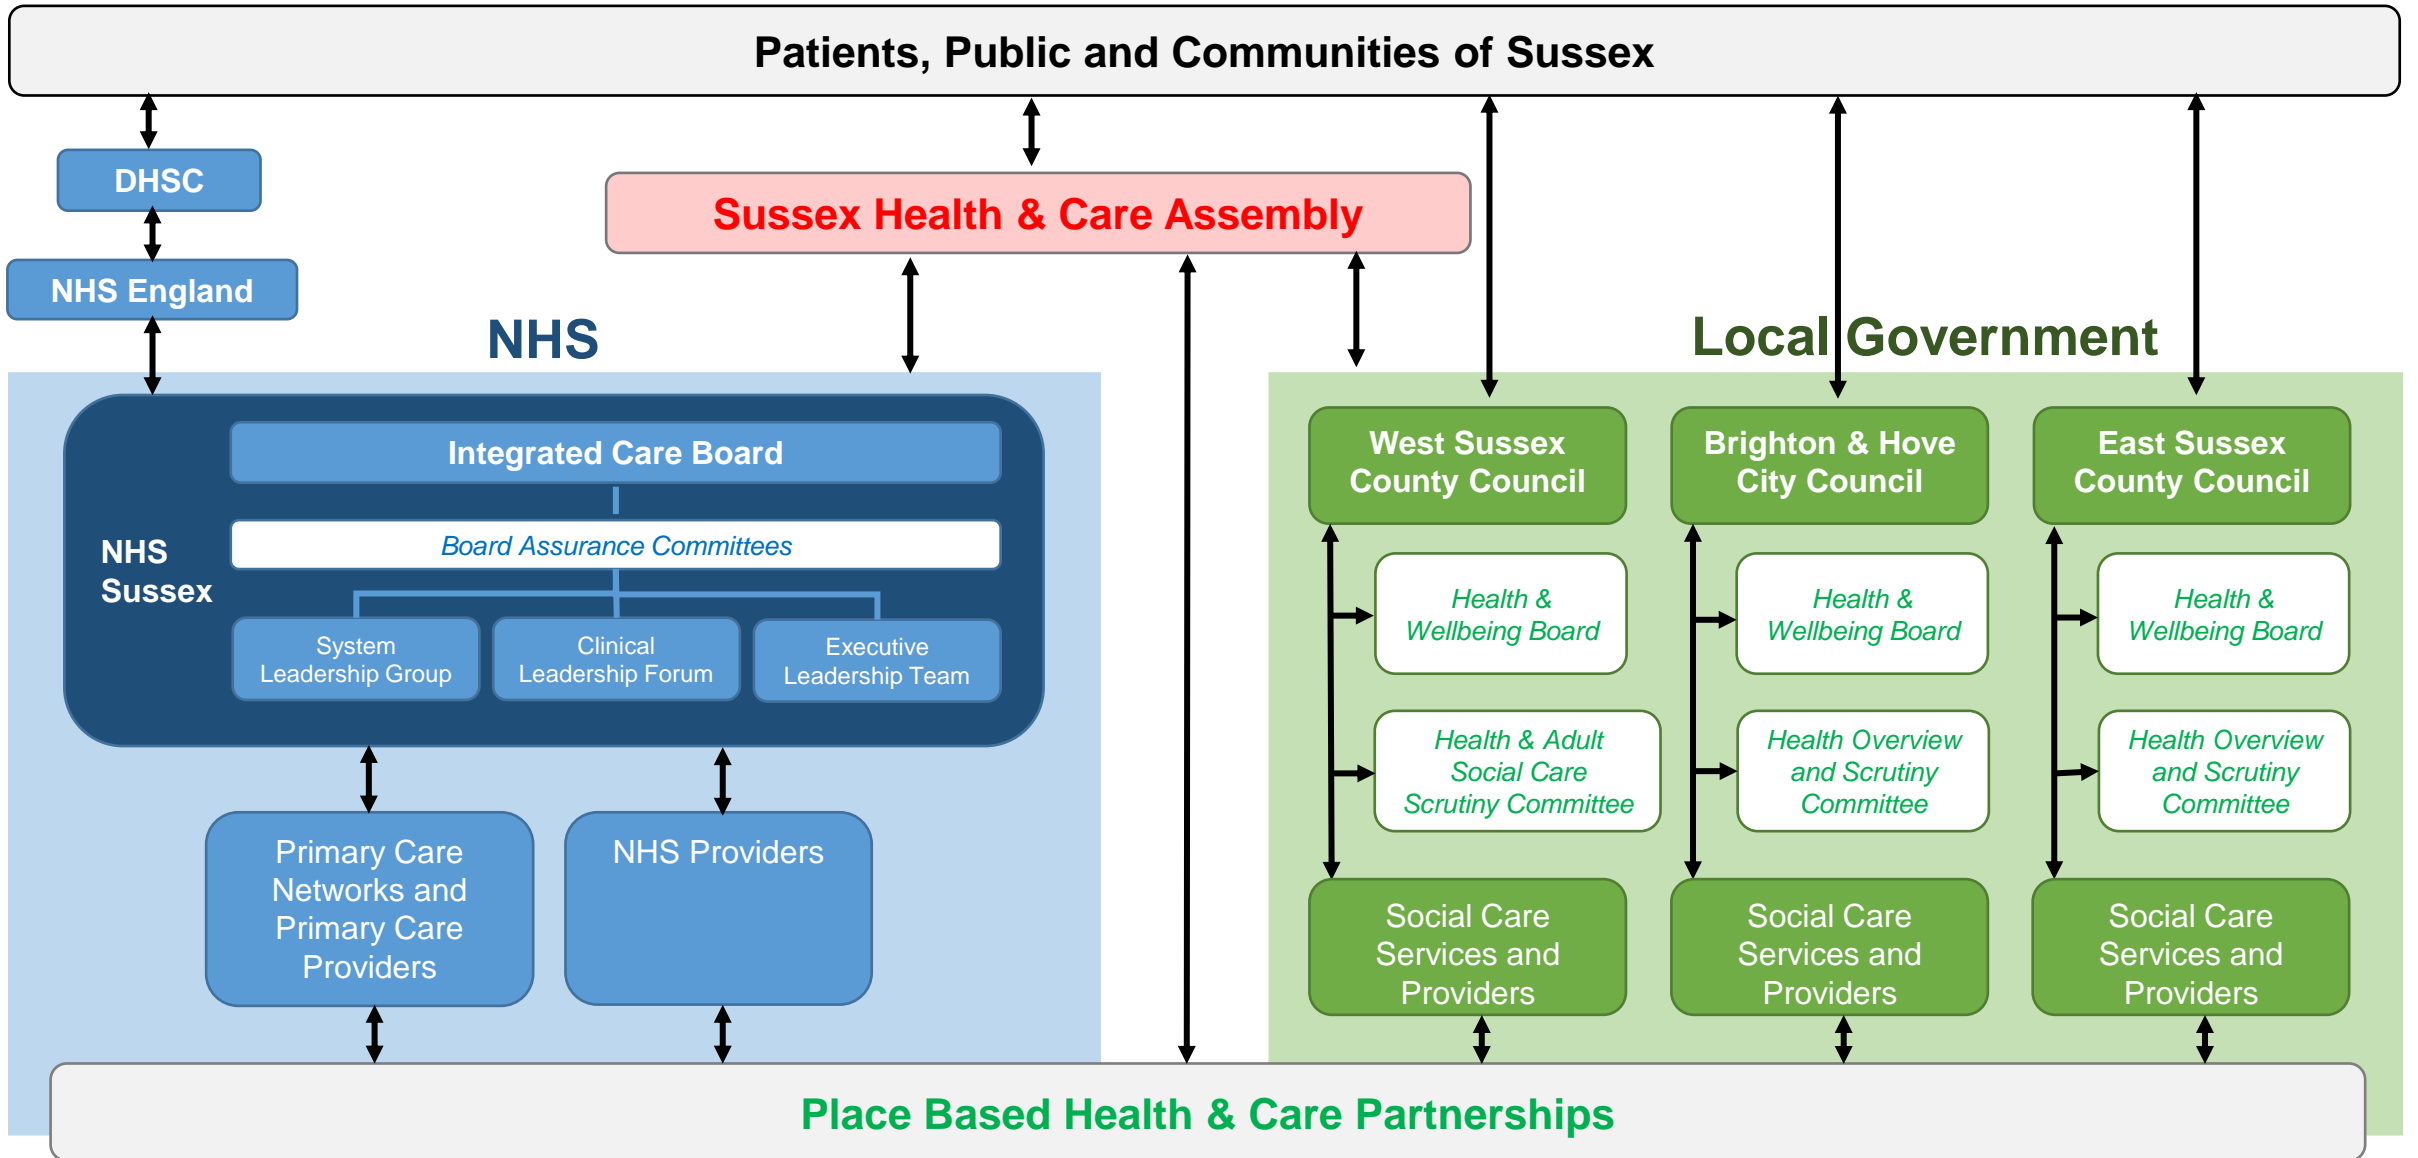 Patients, Public and Communities of Sussex
DHSC
Sussex Health & Care Assembly
NHS England
NHS
Local Government
Integrated Care Board
NHS
Sussex
Board Assurance Committees
System
Leadership Group
Clinical
Leadership Forum
Executive
Leadership Team
Primary Care
Networks and
Primary Care
Providers
NHS Providers
West Sussex
County Council
Health &
Wellbeing Board
Health & Adult
Social Care
Scrutiny Committee
Social Care
Services and
Providers
Brighton & Hove
City Council
Health &
Wellbeing Board
Health Overview
and Scrutiny
Committee
Social Care
Services and
Providers
East Sussex
County Council
Health &
Wellbeing Board
Health Overview
and Scrutiny
Committee
Social Care
Services and
Providers
Place Based Health & Care Partnerships